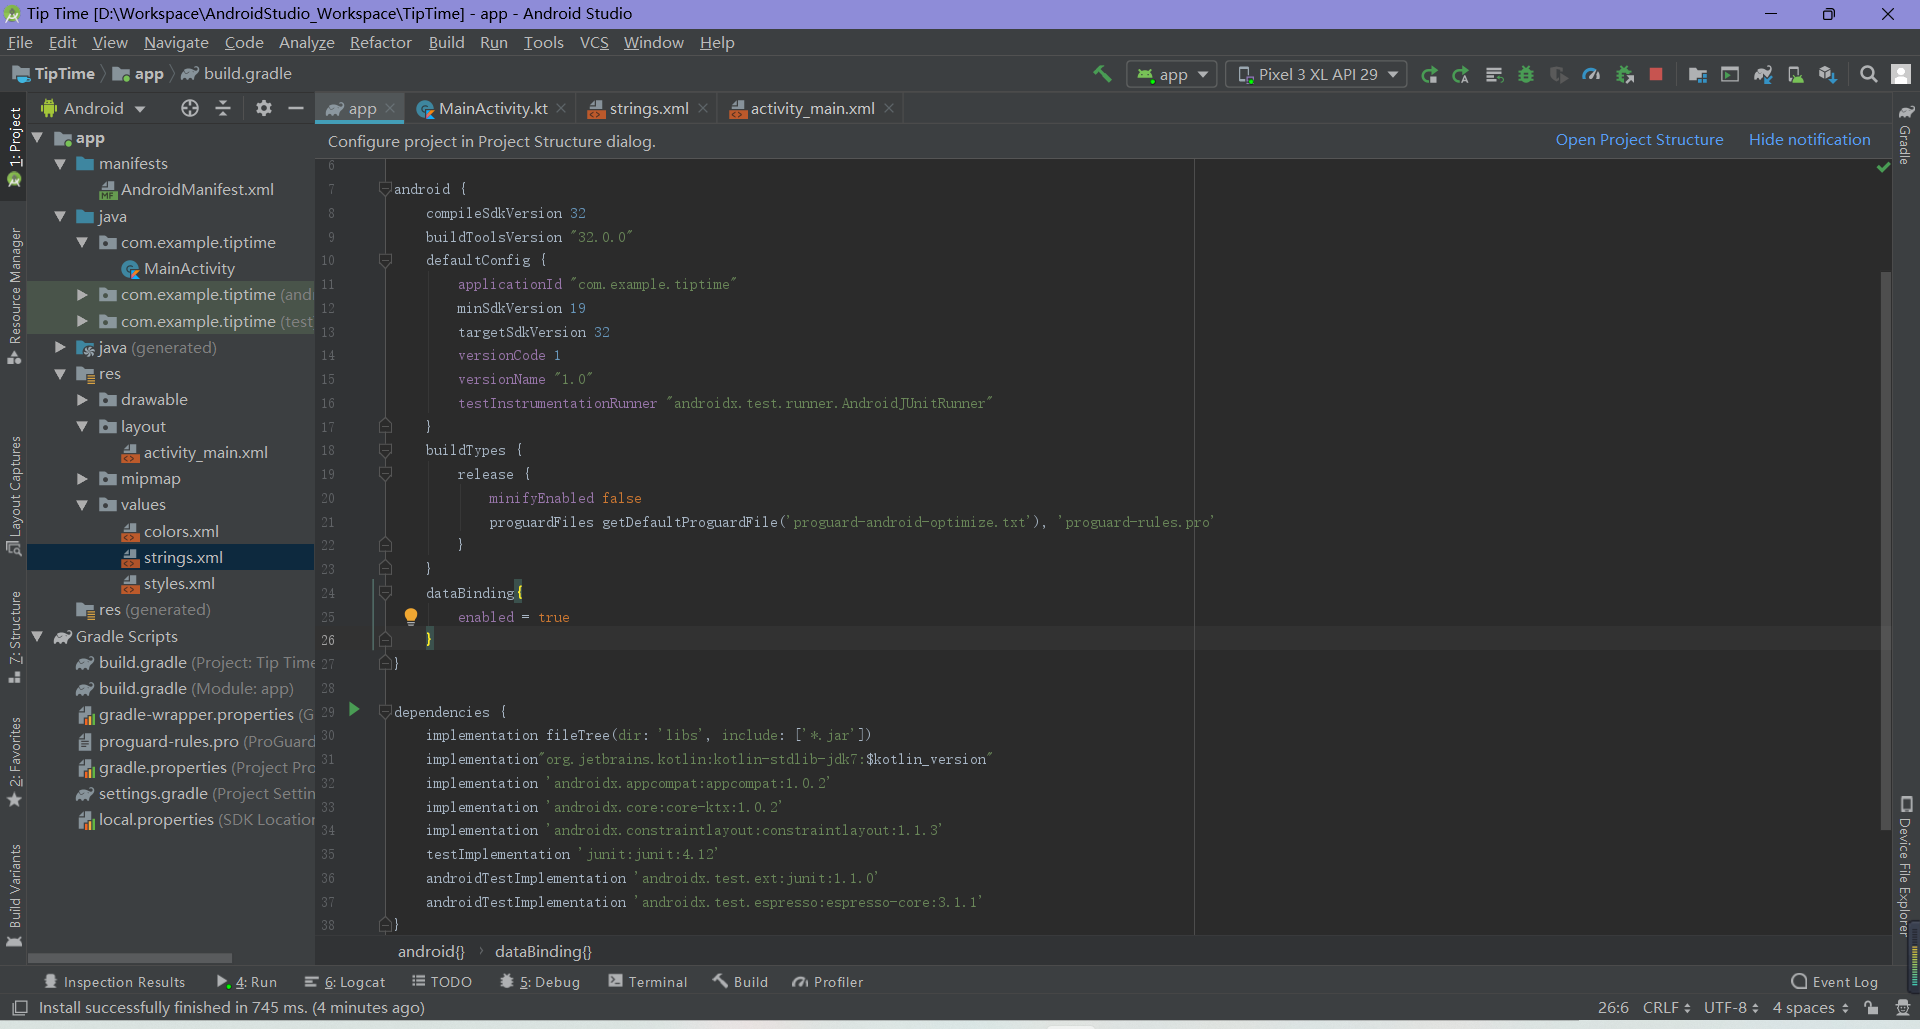 Tip Time [D:\Workspace\AndroidStudio_Workspace\TipTime] - app - Android Studio
File Edit View Navigate Code Analyze Refactor Build Run Tools VCS Window Help
TipTime app build.gradle
app Pixel 3 XL API 29
Android
app MainActivity.kt strings.xml activity_main.xml
Configure project in Project Structure dialog. Open Project Structure Hide notification
1: Project
Resource Manager
Layout Captures
7: Structure
2: Favorites
Build Variants
app
manifests
AndroidManifest.xml
java
com.example.tiptime
MainActivity
com.example.tiptime (and
com.example.tiptime (test
java (generated)
res
drawable
layout
activity_main.xml
mipmap
values
colors.xml
strings.xml
styles.xml
res (generated)
Gradle Scripts
build.gradle (Project: Tip Time
build.gradle (Module: app)
gradle-wrapper.properties (G
proguard-rules.pro (ProGuard
gradle.properties (Project Pro
settings.gradle (Project Settin
local.properties (SDK Location
6
7 android {
8 compileSdkVersion 32
9 buildToolsVersion "32.0.0"
10 defaultConfig {
11 applicationId "com.example.tiptime"
12 minSdkVersion 19
13 targetSdkVersion 32
14 versionCode 1
15 versionName "1.0"
16 testInstrumentationRunner "androidx.test.runner.AndroidJUnitRunner"
17 }
18 buildTypes {
19 release {
20 minifyEnabled false
21 proguardFiles getDefaultProguardFile('proguard-android-optimize.txt'), 'proguard-rules.pro'
22 }
23 }
24 dataBinding{
25 enabled = true
26 }
27 }
28
29 dependencies {
30 implementation fileTree(dir: 'libs', include: ['*.jar'])
31 implementation"org.jetbrains.kotlin:kotlin-stdlib-jdk7:$kotlin_version"
32 implementation 'androidx.appcompat:appcompat:1.0.2'
33 implementation 'androidx.core:core-ktx:1.0.2'
34 implementation 'androidx.constraintlayout:constraintlayout:1.1.3'
35 testImplementation 'junit:junit:4.12'
36 androidTestImplementation 'androidx.test.ext:junit:1.1.0'
37 androidTestImplementation 'androidx.test.espresso:espresso-core:3.1.1'
38 }
android{} › dataBinding{}
Gradle
Device File Explorer
Inspection Results 4: Run 6: Logcat TODO 5: Debug Terminal Build Profiler Event Log
Install successfully finished in 745 ms. (4 minutes ago) 26:6 CRLF UTF-8 4 spaces